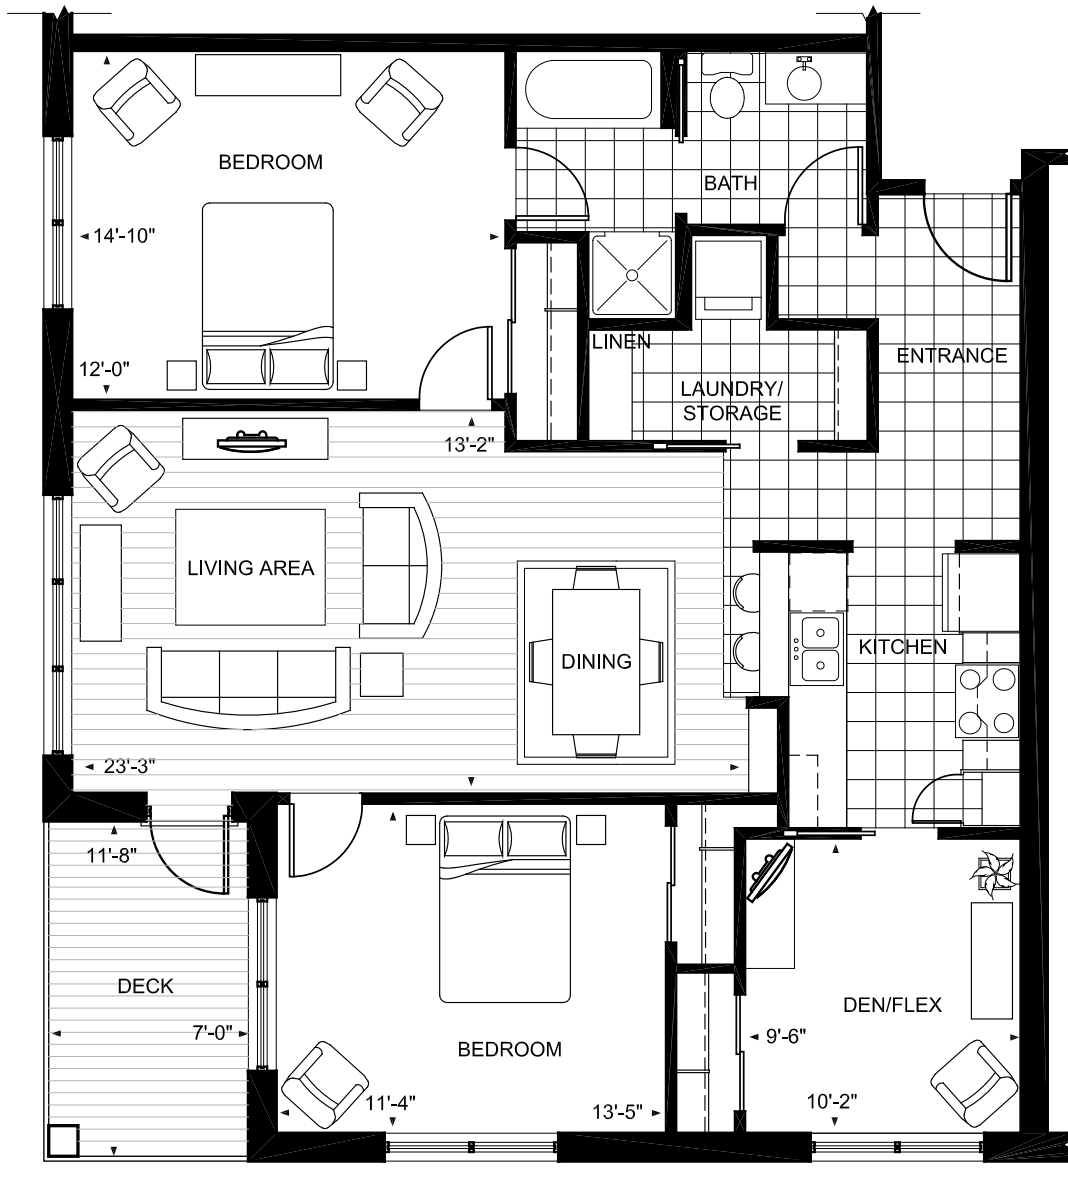 BEDROOM
BATH
14'-10"
LINEN
ENTRANCE
12'-0"
LAUNDRY/
STORAGE
13'-2"
LIVING AREA
KITCHEN
DINING
23'-3"
11'-8"
DECK
DEN/FLEX
7'-0"
9'-6"
BEDROOM
11'-4"
13'-5"
10'-2"